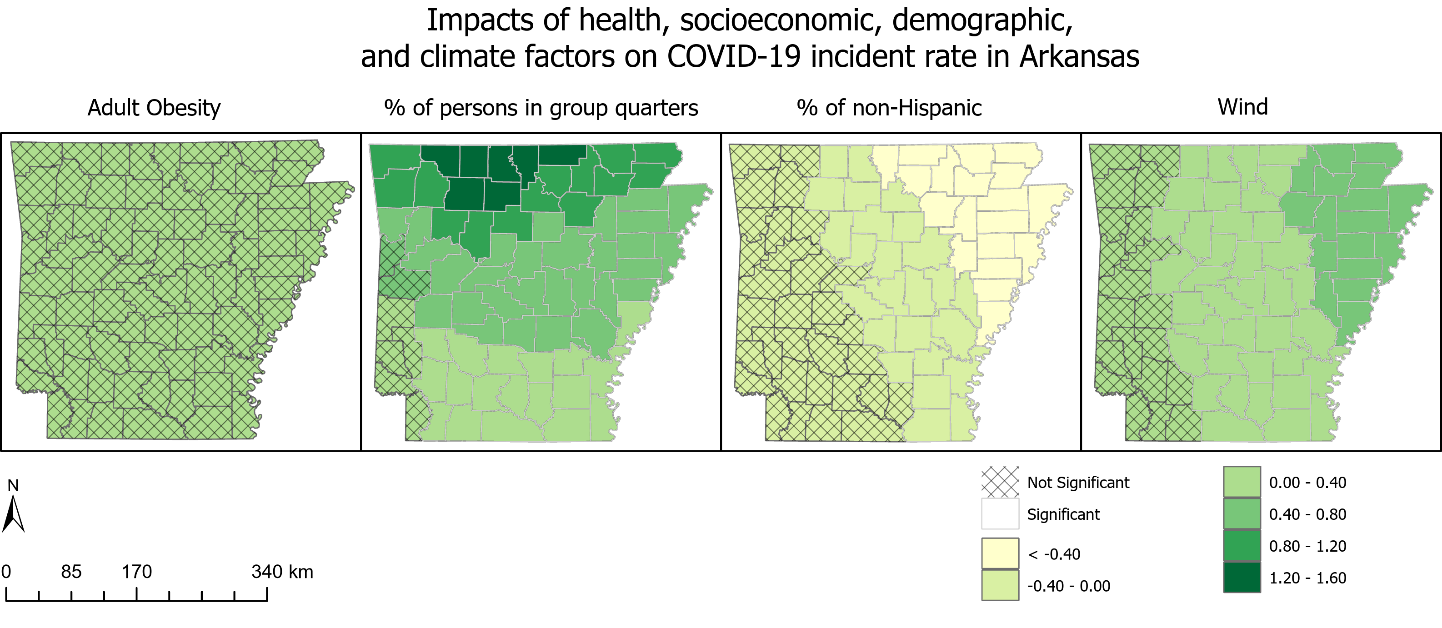 Impacts of health, socioeconomic, demographic,
and climate factors on COVID-19 incident rate in Arkansas
Adult Obesity
% of persons in group quarters
% of non-Hispanic
Wind
Not Significant
Significant
< -0.40
-0.40 - 0.00
0.00 - 0.40
0.40 - 0.80
0.80 - 1.20
1.20 - 1.60
N
0 85 170 340 km